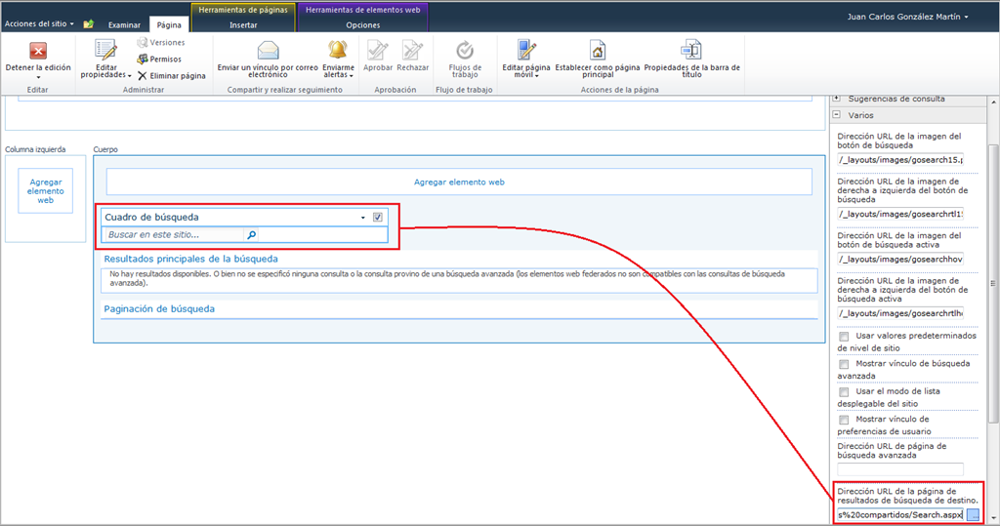 Herramientas de páginas
Herramientas de elementos web
Acciones del sitio
Examinar
Página
Insertar
Opciones
Juan Carlos González Martín
Detener la edición
Editar
Editar propiedades
Versiones
Permisos
Eliminar página
Administrar
Enviar un vínculo por correo
electrónico
Enviarme
alertas
Compartir y realizar seguimiento
Aprobar
Rechazar
Aprobación
Flujos de
trabajo
Flujo de trabajo
Editar página
móvil
Establecer como página
principal
Propiedades de la barra de
título
Acciones de la página
Columna izquierda
Agregar
elemento
web
Cuerpo
Agregar elemento web
Cuadro de búsqueda
Buscar en este sitio...
Resultados principales de la búsqueda
No hay resultados disponibles. O bien no se especificó ninguna consulta o la consulta provino de una búsqueda avanzada (los elementos web federados no son compatibles con las consultas de búsqueda
avanzada).
Paginación de búsqueda
Sugerencias de consulta
Varios
Dirección URL de la imagen del
botón de búsqueda
/_layouts/images/gosearch15.p
Dirección URL de la imagen de
derecha a izquierda del botón de
búsqueda
/_layouts/images/gosearchrtl15
Dirección URL de la imagen del
botón de búsqueda activa
/_layouts/images/gosearchhov
Dirección URL de la imagen de
derecha a izquierda del botón de
búsqueda activa
/_layouts/images/gosearchrtlho
Usar valores predeterminados
de nivel de sitio
Mostrar vínculo de búsqueda
avanzada
Usar el modo de lista
desplegable del sitio
Mostrar vínculo de
preferencias de usuario
Dirección URL de página de
búsqueda avanzada
Dirección URL de la página de
resultados de búsqueda de destino.
s%20compartidos/Search.aspx
...